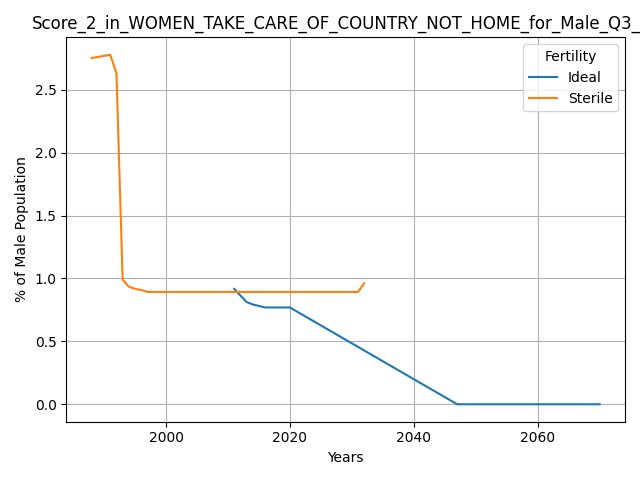 Score_2_in_WOMEN_TAKE_CARE_OF_COUNTRY_NOT_HOME_for_Male_Q3_
Fertility
Ideal
Sterile
% of Male Population
2.5
2.0
1.5
1.0
0.5
0.0
2000 2020 2040 2060
Years